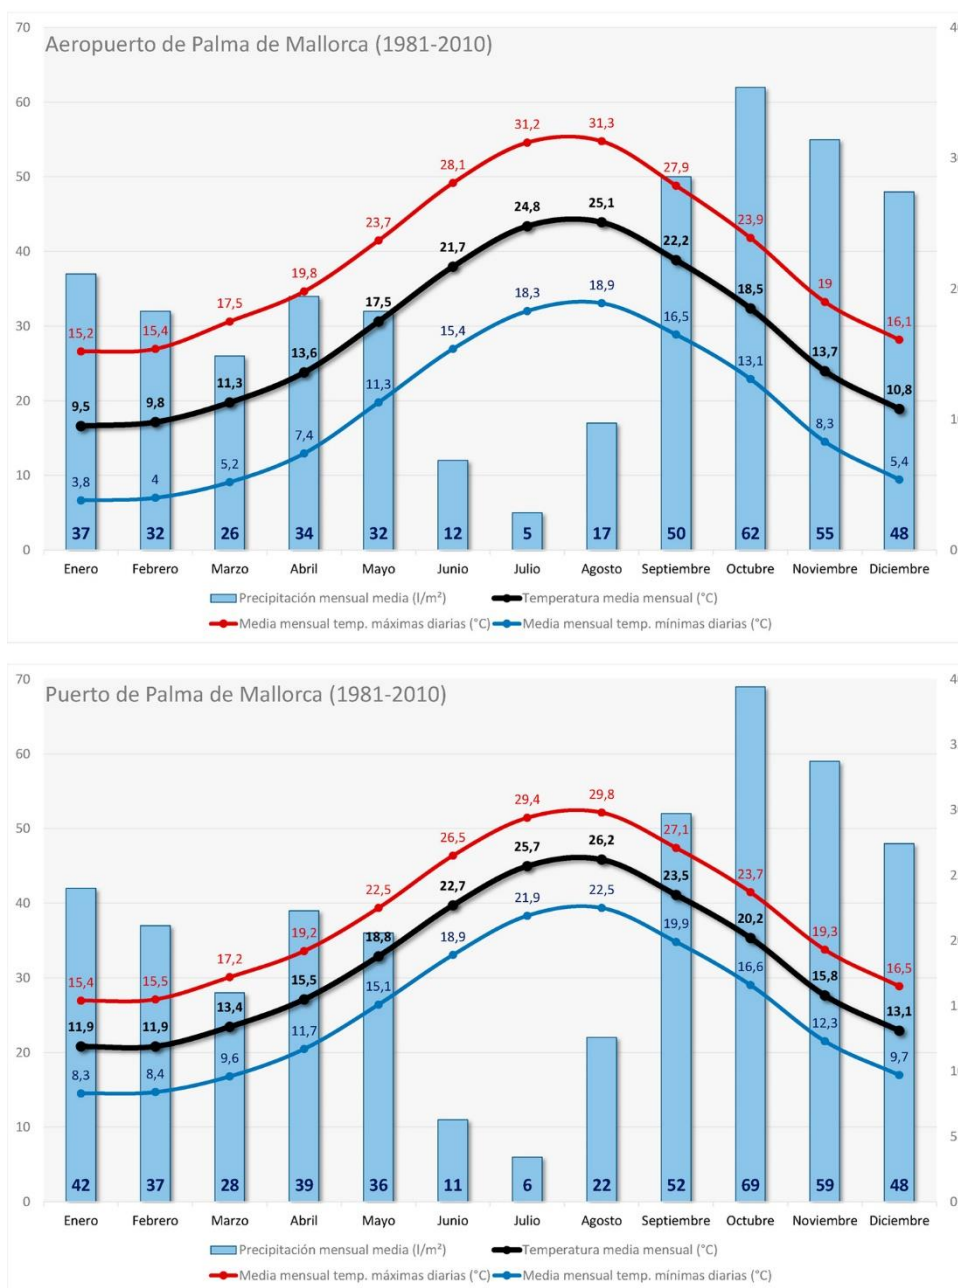 Aeropuerto de Palma de Mallorca (1981-2010)
70
60
50
40
30
20
10
0
15,2 15,4 17,5 19,8 23,7 28,1 31,2 31,3 27,9 23,9 19 16,1
9,5 9,8 11,3 13,6 17,5 21,7 24,8 25,1 22,2 18,5 13,7 10,8
3,8 4 5,2 7,4 11,3 15,4 18,3 18,9 16,5 13,1 8,3 5,4
37 32 26 34 32 12 5 17 50 62 55 48
Enero Febrero Marzo Abril Mayo Junio Julio Agosto Septiembre Octubre Noviembre Diciembre
Precipitación mensual media (l/m²) Temperatura media mensual (°C)
Media mensual temp. máximas diarias (°C) Media mensual temp. mínimas diarias (°C)
Puerto de Palma de Mallorca (1981-2010)
70
60
50
40
30
20
10
0
15,4 15,5 17,2 19,2 22,5 26,5 29,4 29,8 27,1 23,7 19,3 16,5
11,9 11,9 13,4 15,5 18,8 22,7 25,7 26,2 23,5 20,2 15,8 13,1
8,3 8,4 9,6 11,7 15,1 18,9 21,9 22,5 19,9 16,6 12,3 9,7
42 37 28 39 36 11 6 22 52 69 59 48
Enero Febrero Marzo Abril Mayo Junio Julio Agosto Septiembre Octubre Noviembre Diciembre
Precipitación mensual media (l/m²) Temperatura media mensual (°C)
Media mensual temp. máximas diarias (°C) Media mensual temp. mínimas diarias (°C)